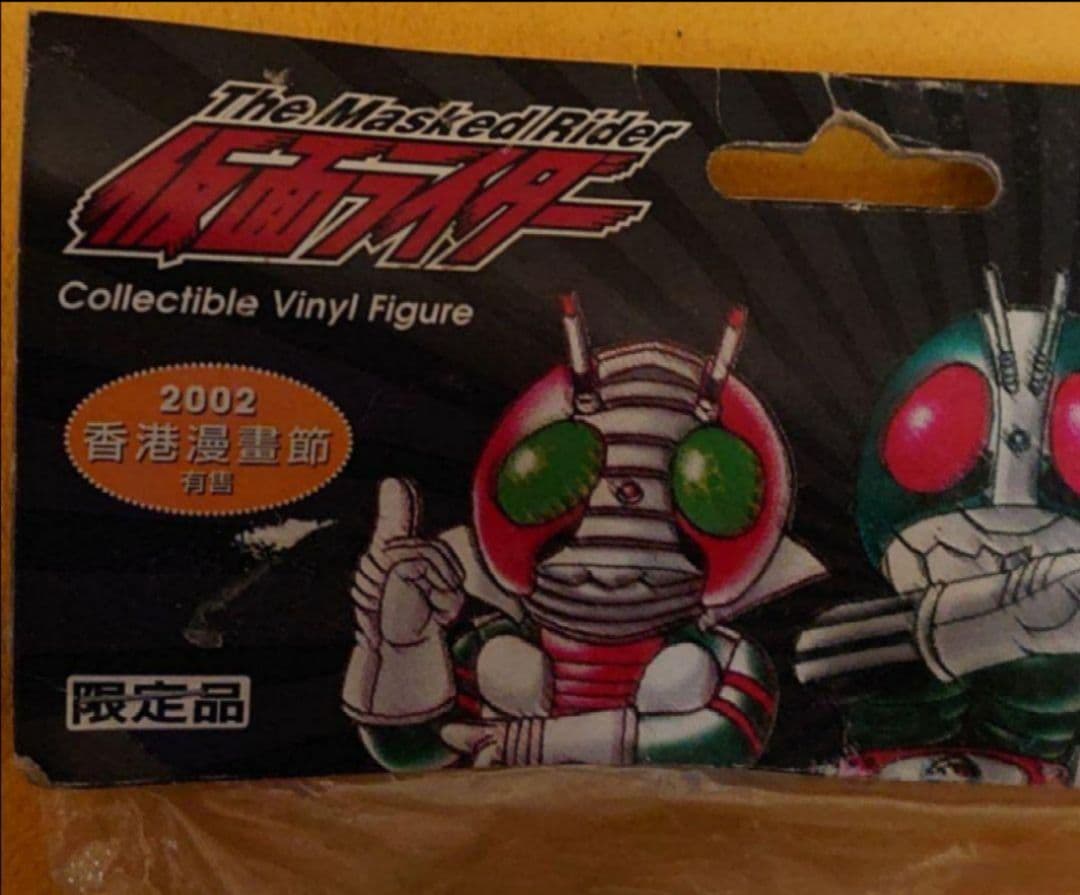 The Masked Rider
仮面ライダー
Collectible Vinyl Figure
2002
香港漫畫節
有售
限定品